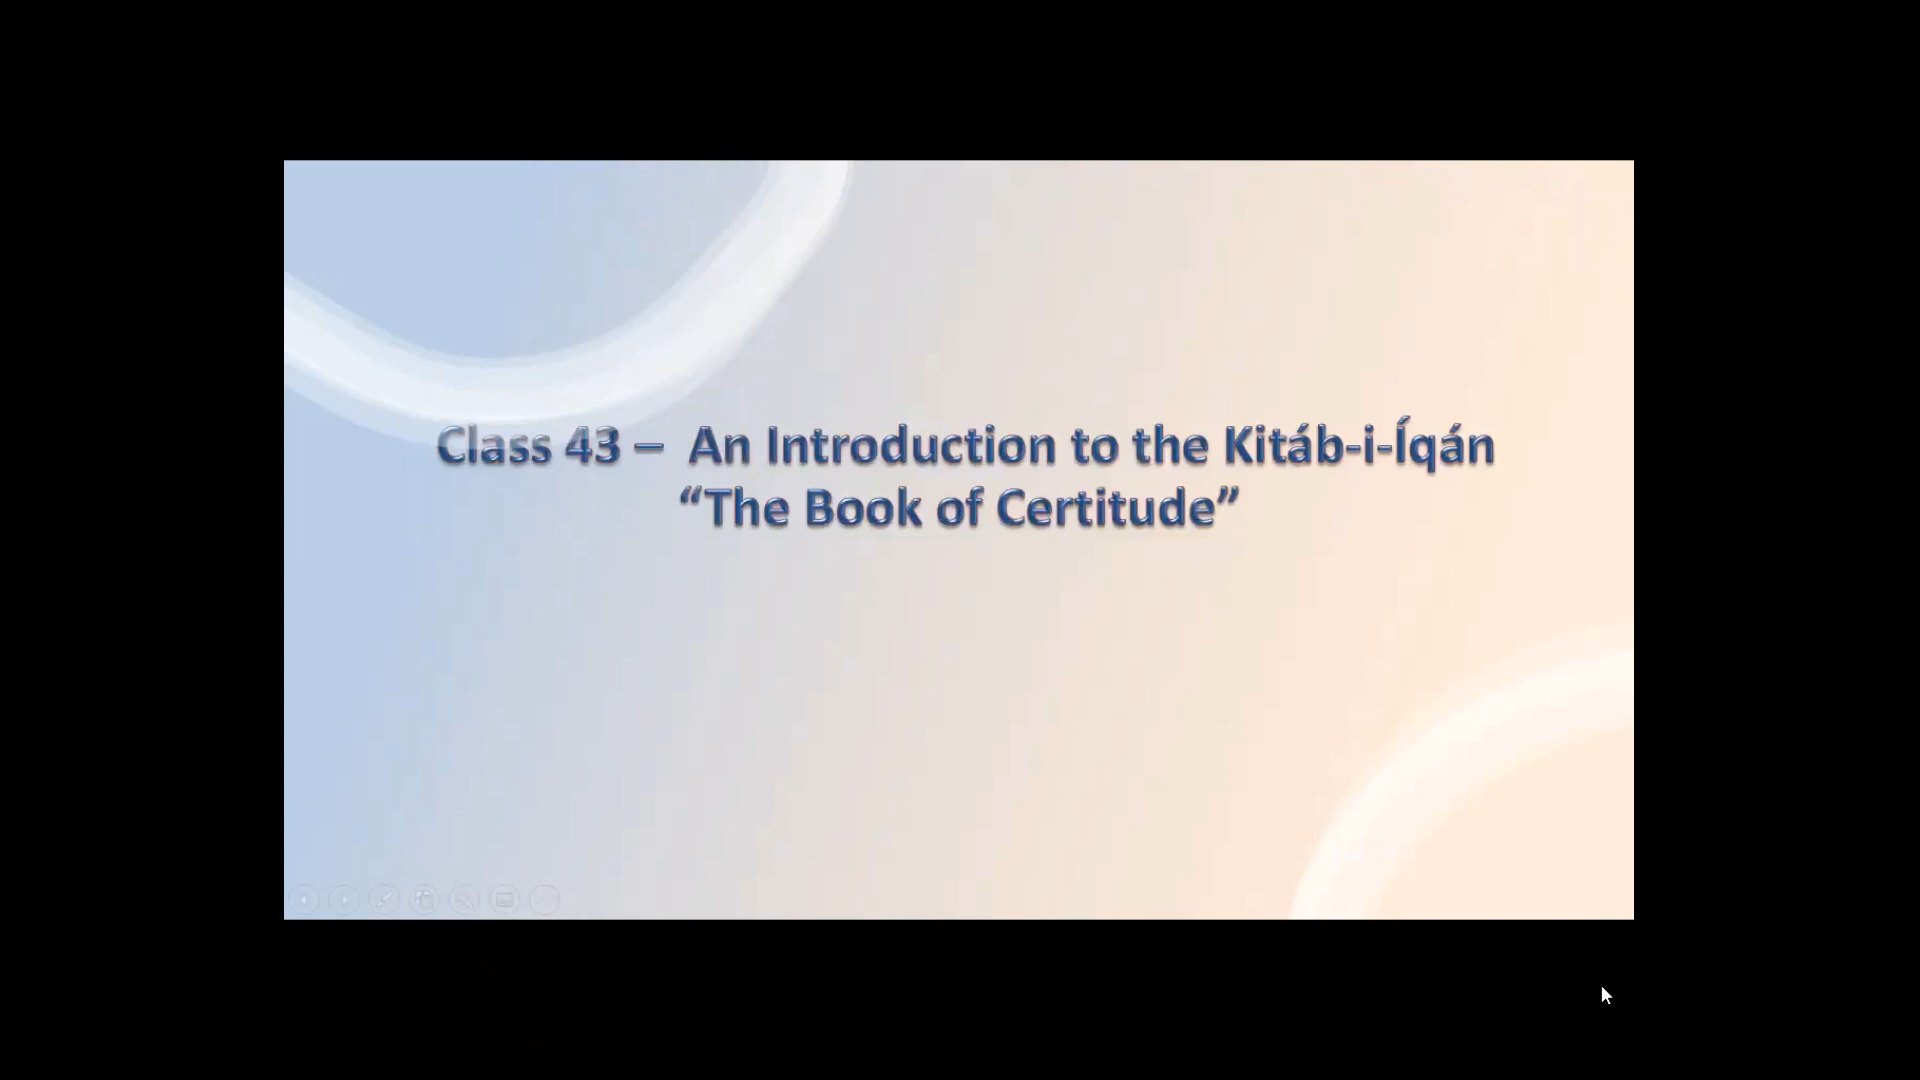 Class 43 –  An Introduction to the Kitáb-i-Íqán
“The Book of Certitude”